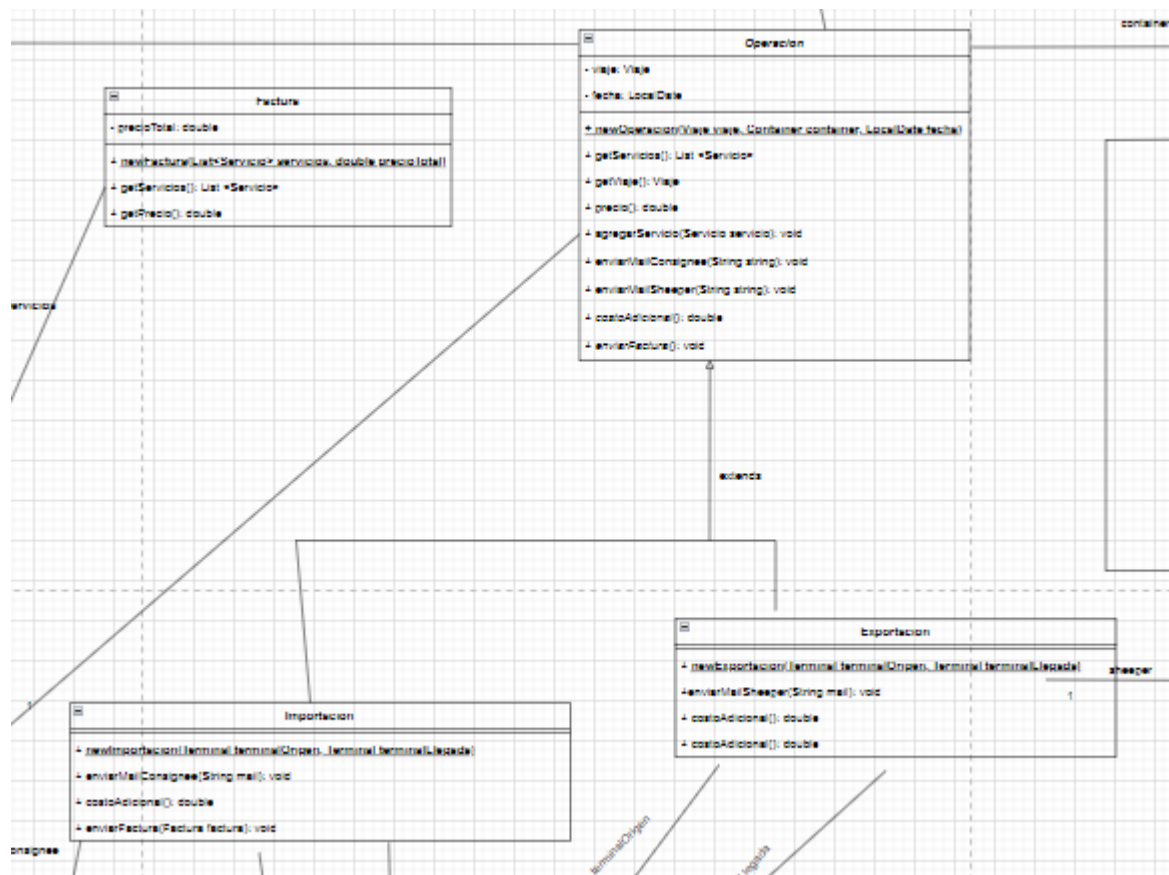 container
Operacion
- viaje: Viaje
- fecha: LocalDate
+ newOperacion(Viaje viaje, Container container, LocalDate fecha)
+ getServicios(): List <Servicio>
+ getViaje(): Viaje
+ precio(): double
+ agregarServicio(Servicio servicio): void
+ enviarMailConsignee(String string): void
+ enviarMailSheeper(String string): void
+ costoAdicional(): double
+ enviarFactura(): void
Factura
- precioTotal: double
+ newFactura(List<Servicio> servicios, double precioTotal)
+ getServicios(): List <Servicio>
+ getPrecio(): double
ervicios
extends
Exportacion
+ newExportacion(Terminal terminalOrigen, Terminal terminalLlegada)
+enviarMailSheeper(String mail): void
+ costoAdicional(): double
+ costoAdicional(): double
sheeper
1
1
Importacion
+ newImportacion(Terminal terminalOrigen, Terminal terminalLlegada)
+ enviarMailConsignee(String mail): void
+ costoAdicional(): double
+ enviarFactura(Factura factura): void
onsignee
terminalOrigen
legada